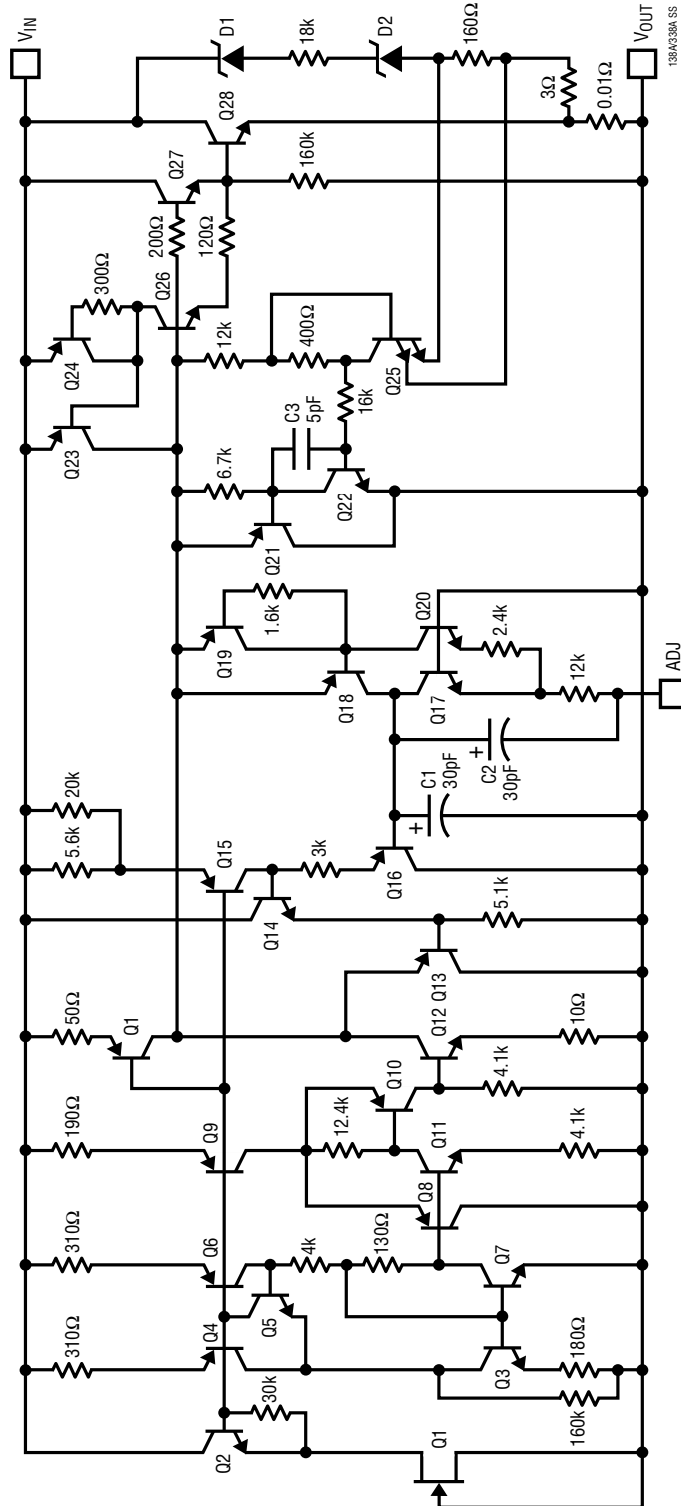 VIN
310Ω
310Ω
190Ω
50Ω
5.6k
20k
Q24
300Ω
Q23
Q27
Q28
D1
18k
D2
160Ω
3Ω
0.01Ω
VOUT
138A/338A SS
Q2
30k
Q4
Q6
Q9
Q1
Q15
Q26
200Ω
120Ω
160k
Q5
4k
130Ω
Q8
12.4k
Q10
Q14
3k
Q16
Q19
1.6k
Q18
Q21
6.7k
C3
5pF
Q22
12k
400Ω
16k
Q25
Q1
Q3
Q7
180Ω
160k
Q11
4.1k
4.1k
Q12
Q13
10Ω
5.1k
C1
30pF
+
C2
30pF
+
Q17
Q20
2.4k
12k
ADJ